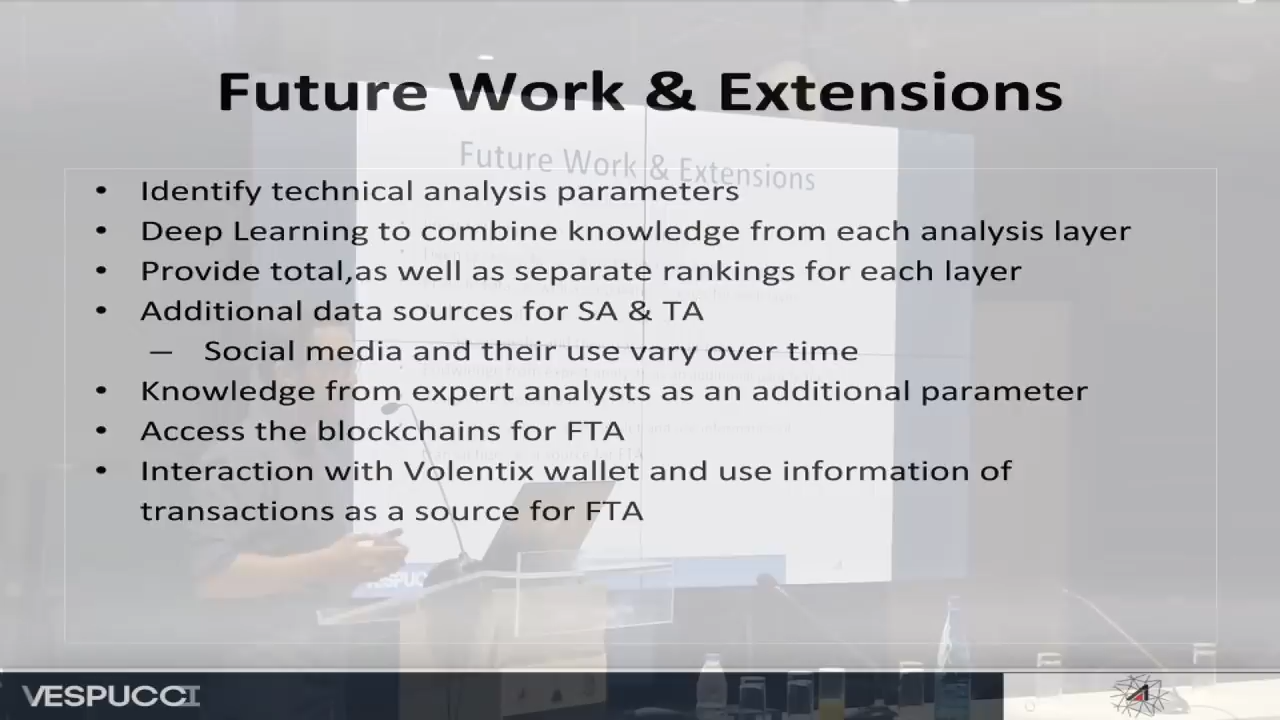 Future Work & Extensions
Future Work & Extensions
• Identify technical analysis parameters
• Deep Learning to combine knowledge from each analysis layer
• Provide total,as well as separate rankings for each layer
• Additional data sources for SA & TA
– Social media and their use vary over time
• Knowledge from expert analysts as an additional parameter
• Access the blockchains for FTA
• Interaction with Volentix wallet and use information of
transactions as a source for FTA
VESPUCCI